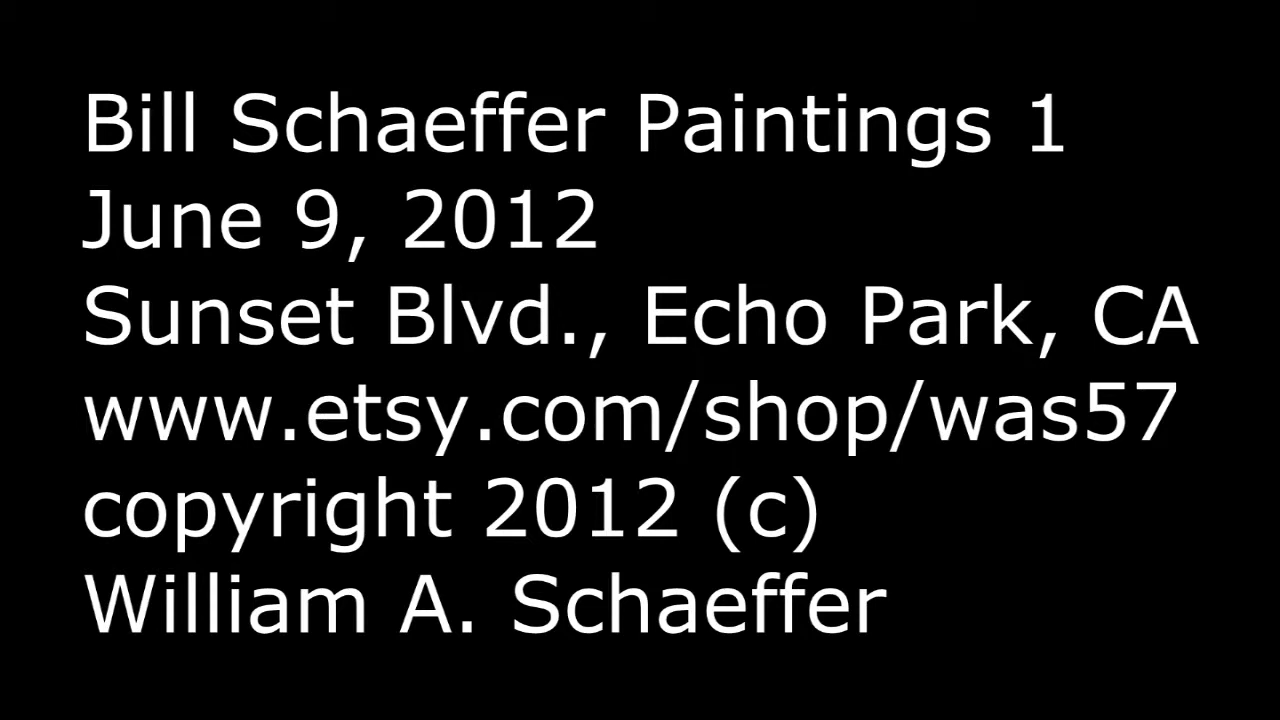 Bill Schaeffer Paintings 1
June 9, 2012
Sunset Blvd., Echo Park, CA
www.etsy.com/shop/was57
copyright 2012 (c)
William A. Schaeffer